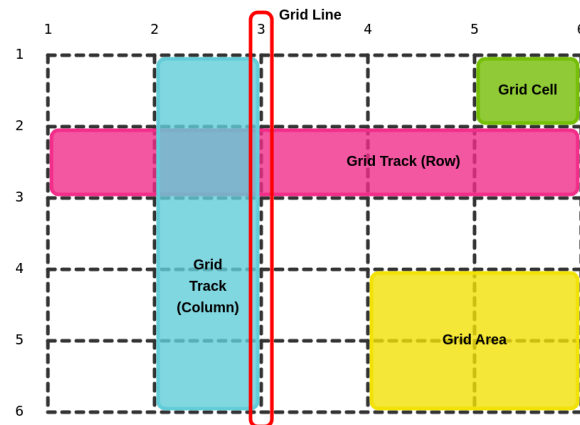 Grid Line
1 2 3 4 5 6
1
Grid Cell
2
Grid Track (Row)
3
4
Grid
Track
(Column)
5
Grid Area
6